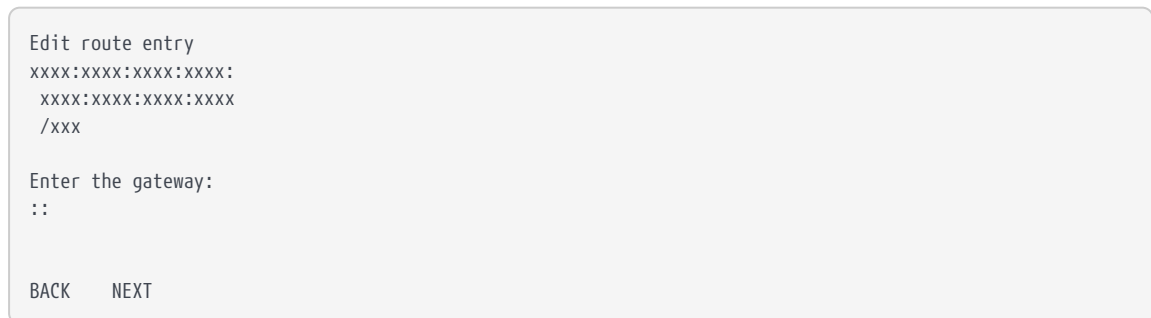 Edit route entry
xxxx:xxxx:xxxx:xxxx:
xxxx:xxxx:xxxx:xxxx
/xxx
Enter the gateway:
::
BACK    NEXT